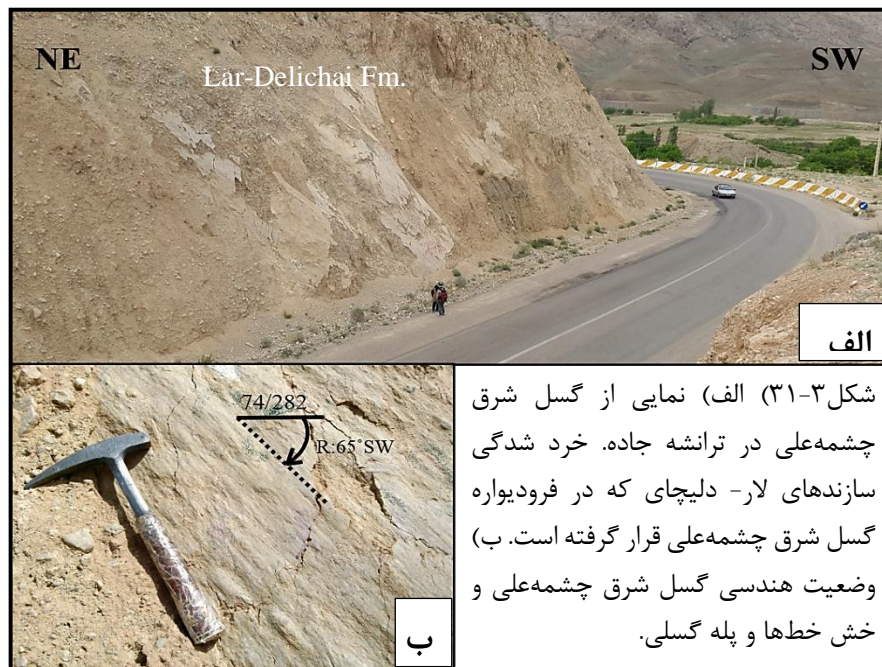 NE
SW
Lar-Delichai Fm.
الف
74/282
R:65˚SW
ب
شکل۳-۳۱) الف) نمایی از گسل شرق
چشمه‌علی در ترانشه جاده. خرد شدگی
سازندهای لار- دلیچای که در فرودیواره
گسل شرق چشمه‌علی قرار گرفته است. ب)
وضعیت هندسی گسل شرق چشمه‌علی و
خش خط‌ها و پله گسلی.